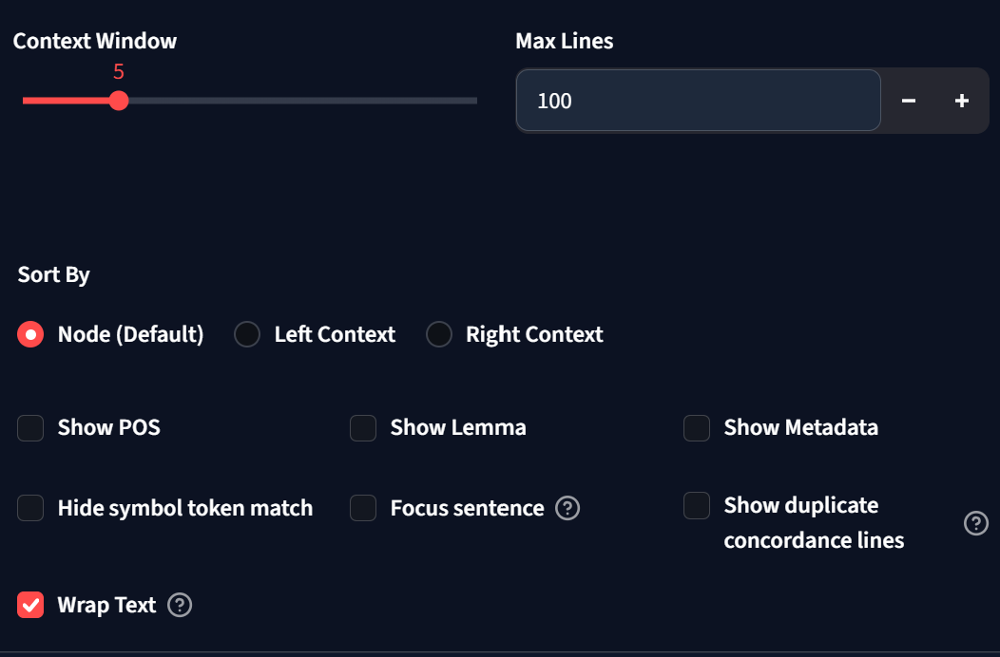 Context Window
Max Lines
5
100
Sort By
Node (Default)
Left Context
Right Context
Show POS
Show Lemma
Show Metadata
Hide symbol token match
Focus sentence
Show duplicate
concordance lines
Wrap Text